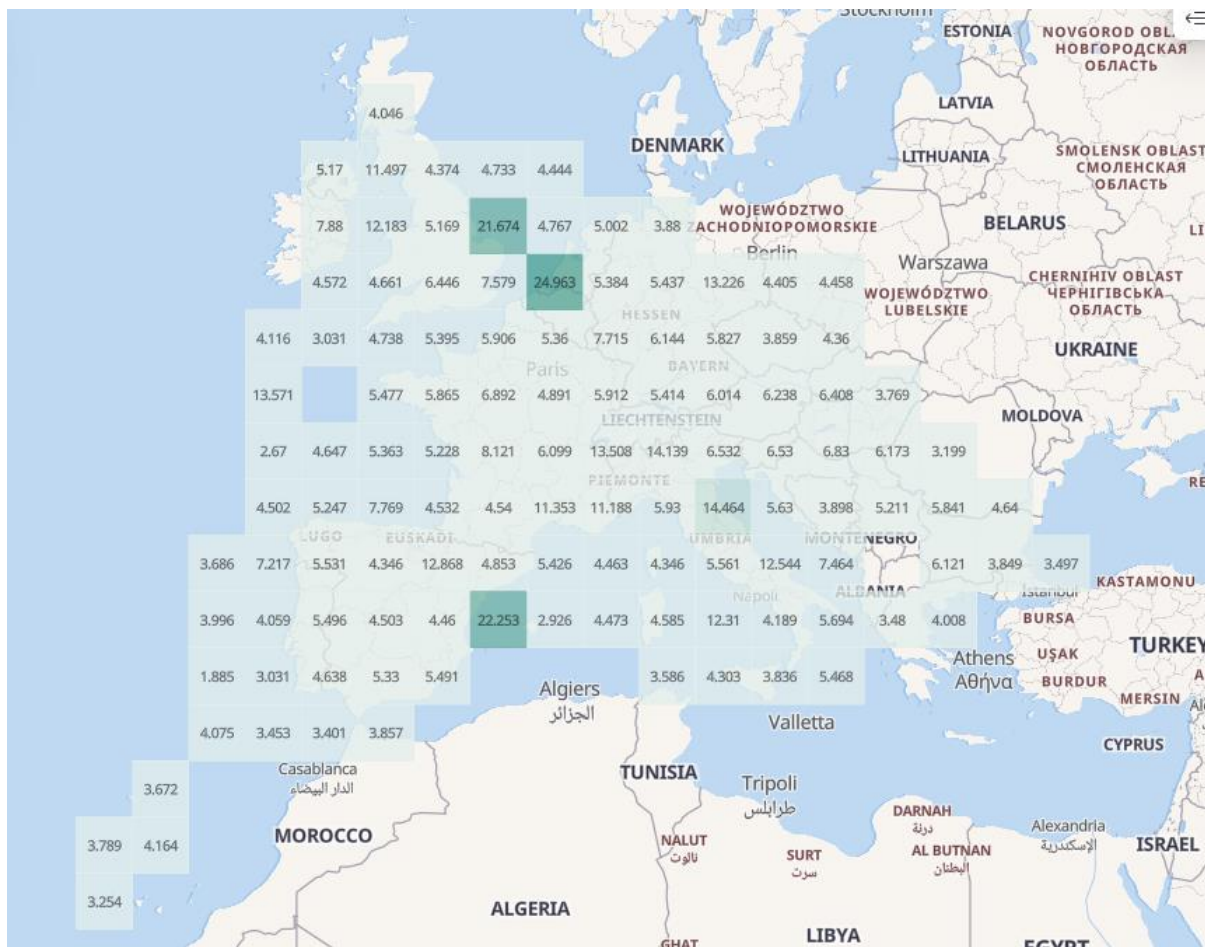 Stockholm
ESTONIA
NOVGOROD OBL
НОВГОРОДСКАЯ
ОБЛАСТЬ
4.046
LATVIA
DENMARK
LITHUANIA
SMOLENSK OBLAST
СМОЛЕНСКАЯ
ОБЛАСТЬ
5.17 11.497 4.374 4.733 4.444
WOJEWÓDZTWO
ZACHODNIOPOMORSKIE
BELARUS
7.88 12.183 5.169 21.674 4.767 5.002 3.88
Berlin
Warszawa
CHERNIHIV OBLAST
ЧЕРНІГІВСЬКА
ОБЛАСТЬ
4.572 4.661 6.446 7.579 24.963 5.384 5.437 13.226 4.405 4.458
WOJEWÓDZTWO
LUBELSKIE
HESSEN
4.116 3.031 4.738 5.395 5.906 5.36 7.715 6.144 5.827 3.859 4.36
UKRAINE
Paris
BAYERN
13.571 5.477 5.865 6.892 4.891 5.912 5.414 6.014 6.238 6.408 3.769
LIECHTENSTEIN
MOLDOVA
2.67 4.647 5.363 5.228 8.121 6.099 13.508 14.139 6.532 6.53 6.83 6.173 3.199
PIEMONTE
4.502 5.247 7.769 4.532 4.54 11.353 11.188 5.93 14.464 5.63 3.898 5.211 5.841 4.64
LUGO
EUSKADI
UMBRIA
MONTENEGRO
3.686 7.217 5.531 4.346 12.868 4.853 5.426 4.463 4.346 5.561 12.544 7.464 6.121 3.849 3.497
KASTAMONU
Napoli
ALBANIA
İstanbul
3.996 4.059 5.496 4.503 4.46 22.253 2.926 4.473 4.585 12.31 4.189 5.694 3.48 4.008
BURSA
TURKEY
UŞAK
Athens
Αθήνα
BURDUR
MERSIN
1.885 3.031 4.638 5.33 5.491 3.586 4.303 3.836 5.468
Algiers
الجزائر
Valletta
4.075 3.453 3.401 3.857
CYPRUS
Casablanca
الدار البيضاء
TUNISIA
Tripoli
طرابلس
3.672
DARNAH
درنة
Alexandria
الإسكندرية
MOROCCO
3.789 4.164
NALUT
نالوت
SURT
سرت
AL BUTNAN
البطنان
ISRAEL
3.254
ALGERIA
LIBYA
GHAT
EGYPT